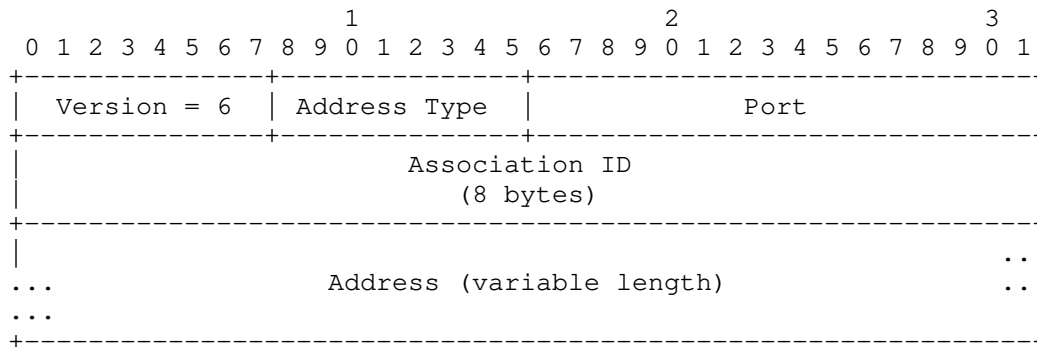 1                   2                   3
 0 1 2 3 4 5 6 7 8 9 0 1 2 3 4 5 6 7 8 9 0 1 2 3 4 5 6 7 8 9 0 1
+---------------+---------------+-------------------------------
|  Version = 6  | Address Type  |             Port
+---------------+---------------+-------------------------------
|                        Association ID
|                           (8 bytes)
+---------------------------------------------------------------
|                                                             ..
...                 Address (variable length)                 ..
...
+---------------------------------------------------------------